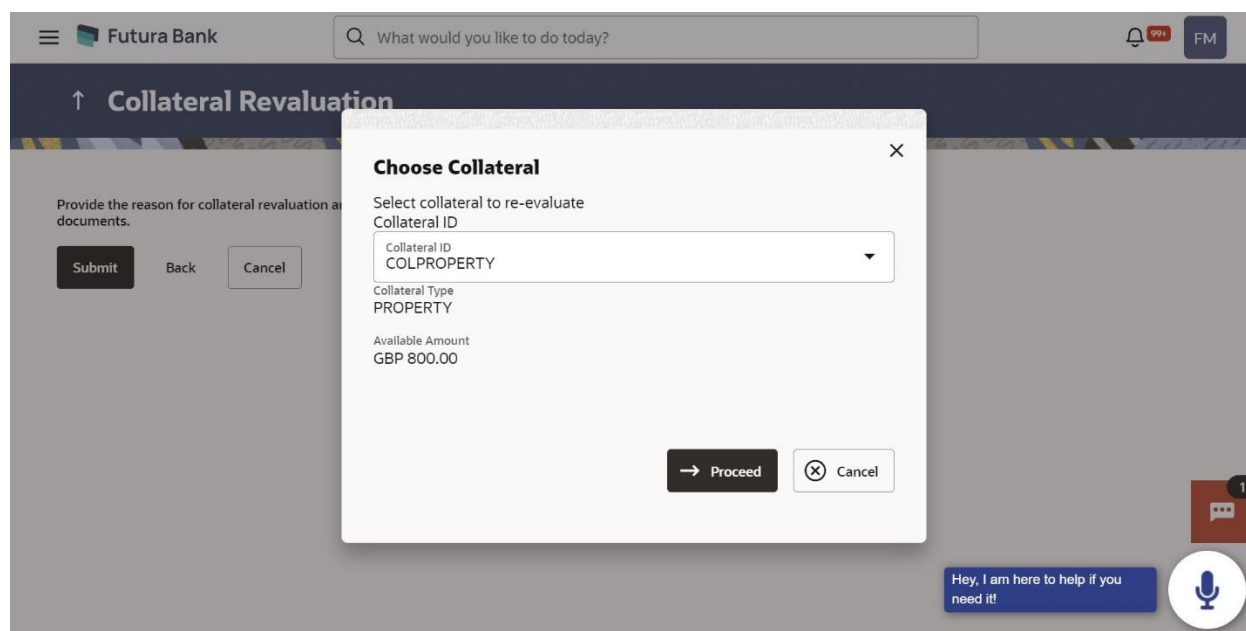 Futura Bank
What would you like to do today?
99+
FM
Collateral Revaluation
Choose Collateral
Provide the reason for collateral revaluation
documents.
Select collateral to re-evaluate
Collateral ID
Collateral ID
COLPROPERTY
Submit
Back
Cancel
Collateral Type
PROPERTY
Available Amount
GBP 800.00
Proceed
Cancel
1
Hey, I am here to help if you
need it!